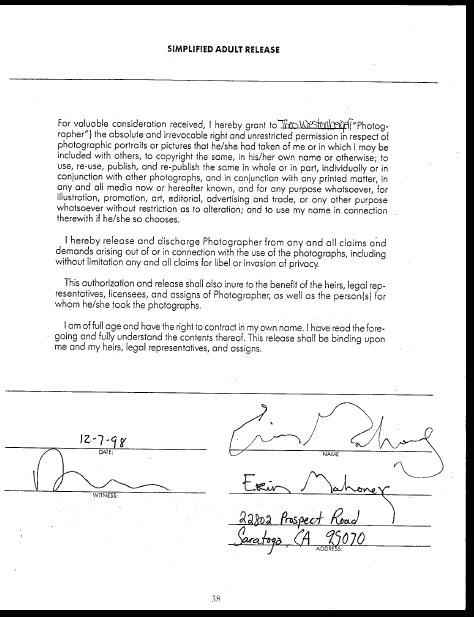 SIMPLIFIED ADULT RELEASE
For valuable consideration received, I hereby grant to Theo Westenberger ("Photog-
rapher") the absolute and irrevocable right and unrestricted permission in respect of
photographic portraits or pictures that he/she had taken of me or in which I may be
included with others, to copyright the same, in his/her own name or otherwise; to
use, re-use, publish, and re-publish the same in whole or in part, individually or in
conjunction with other photographs, and in conjunction with any printed matter, in
any and all media now or hereafter known, and for any purpose whatsoever, for
illustration, promotion, art, editorial, advertising and trade, or any other purpose
whatsoever without restriction as to alteration; and to use my name in connection
therewith if he/she so chooses.
I hereby release and discharge Photographer from any and all claims and
demands arising out of or in connection with the use of the photographs, including
without limitation any and all claims for libel or invasion of privacy.
This authorization and release shall also inure to the benefit of the heirs, legal rep-
resentatives, licensees, and assigns of Photographer, as well as the person(s) for
whom he/she took the photographs.
I am of full age and have the right to contract in my own name. I have read the fore-
going and fully understand the contents thereof. This release shall be binding upon
me and my heirs, legal representatives, and assigns.
12-7-98
DATE:
Erin Mahoney
NAME
WITNESS:
Erin Mahoney
22802 Prospect Road
Saratoga, CA 95070
ADDRESS:
38